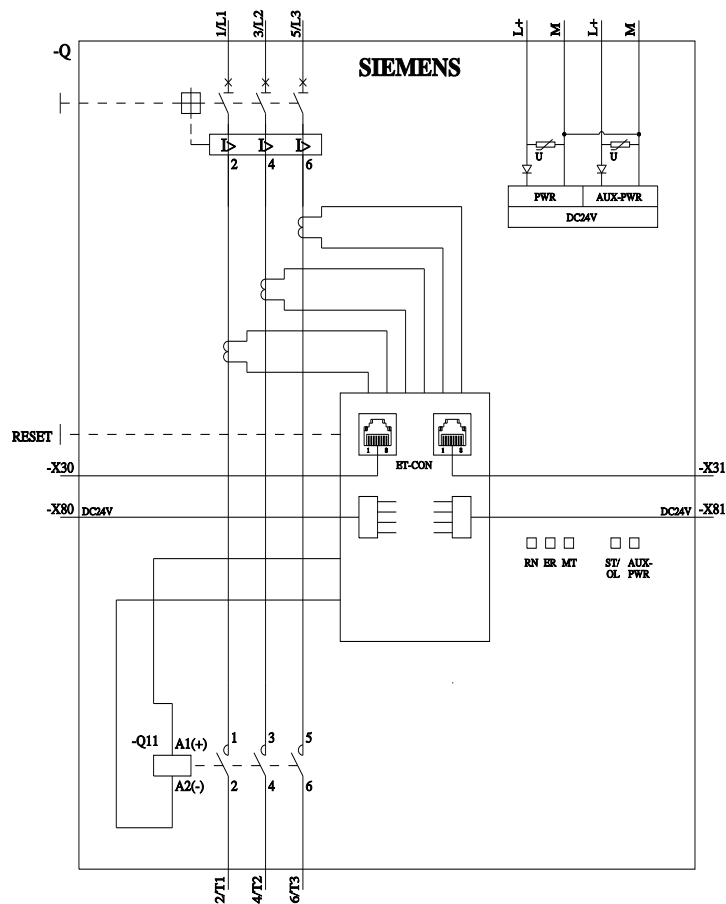 1/L1 3/L2 5/L3 L+ M L+ M
-Q
SIEMENS
I> I> I>
2 4 6
U U
PWR AUX-PWR
DC24V
RESET
1 8 1 8
ET-CON
-X30 -X31
-X80 DC24V DC24V -X81
RN ER MT ST/ AUX-
OL PWR
-Q11 A1(+) 1 3 5
A2(-) 2 4 6
2/T1 4/T2 6/T3